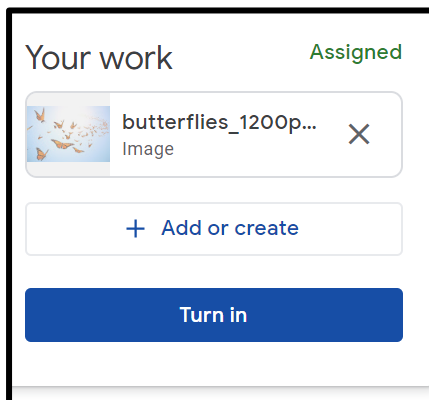 Your work
Assigned
butterflies_1200p...
Image
+ Add or create
Turn in